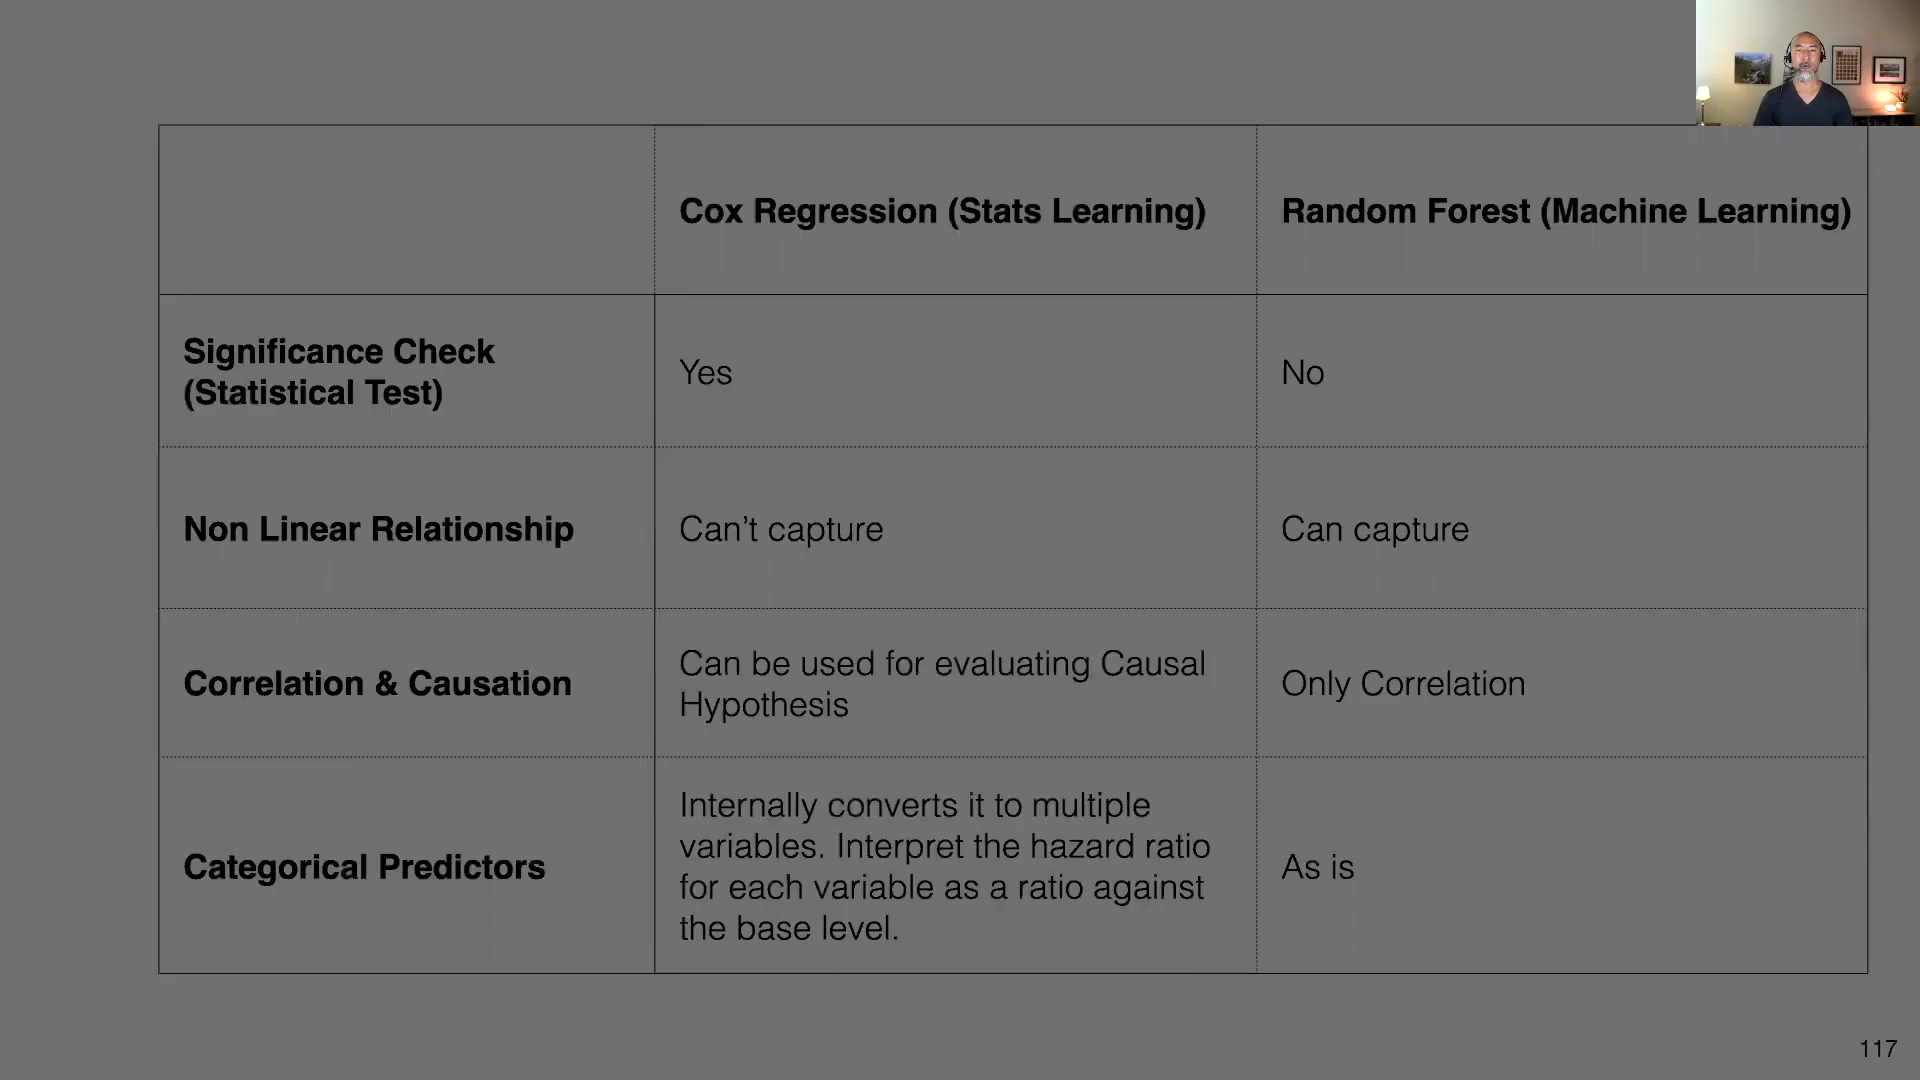 Cox Regression (Stats Learning)
Random Forest (Machine Learning)
Significance Check
(Statistical Test)
Yes
No
Non Linear Relationship
Can’t capture
Can capture
Correlation & Causation
Can be used for evaluating Causal
Hypothesis
Only Correlation
Categorical Predictors
Internally converts it to multiple
variables. Interpret the hazard ratio
for each variable as a ratio against
the base level.
As is
117